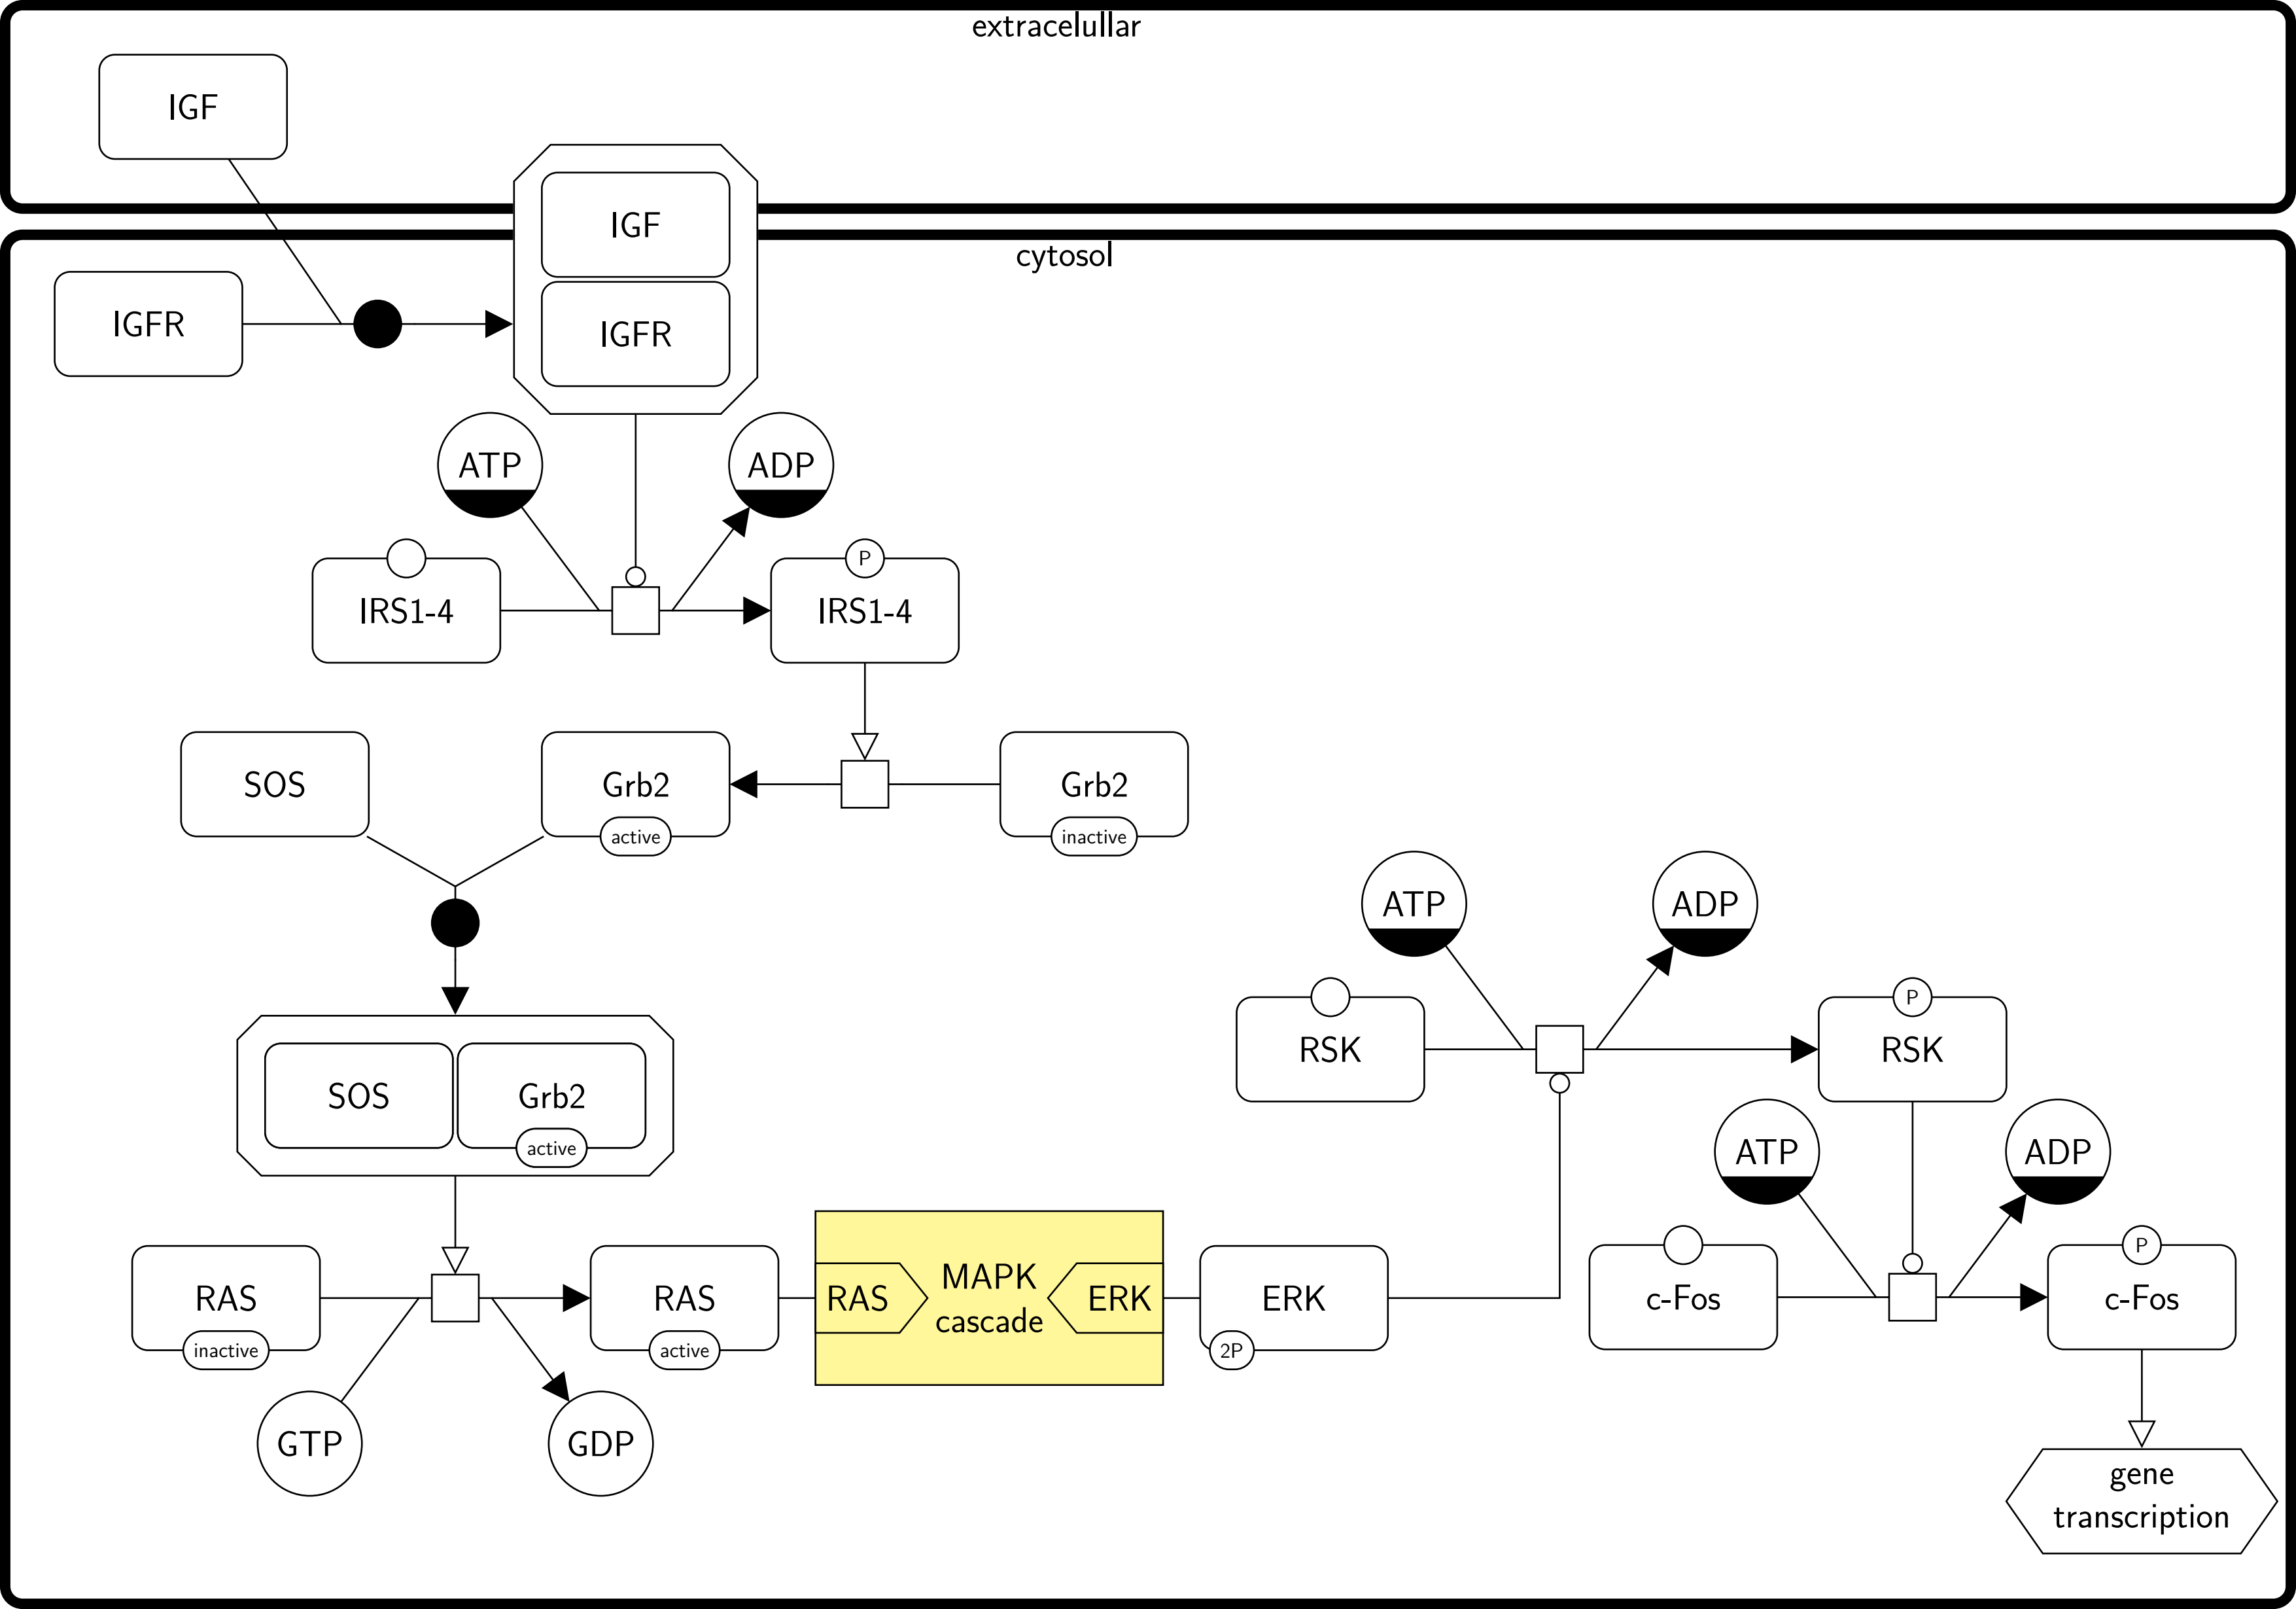 extracelullar
IGF
IGF
cytosol
IGFR
IGFR
ATP
ADP
P
IRS1-4
IRS1-4
SOS
Grb2
Grb2
active
inactive
ATP
ADP
P
RSK
RSK
SOS
Grb2
active
ATP
ADP
P
RAS
RAS
RAS
MAPK
cascade
ERK
ERK
c-Fos
c-Fos
inactive
active
2P
GTP
GDP
gene
transcription